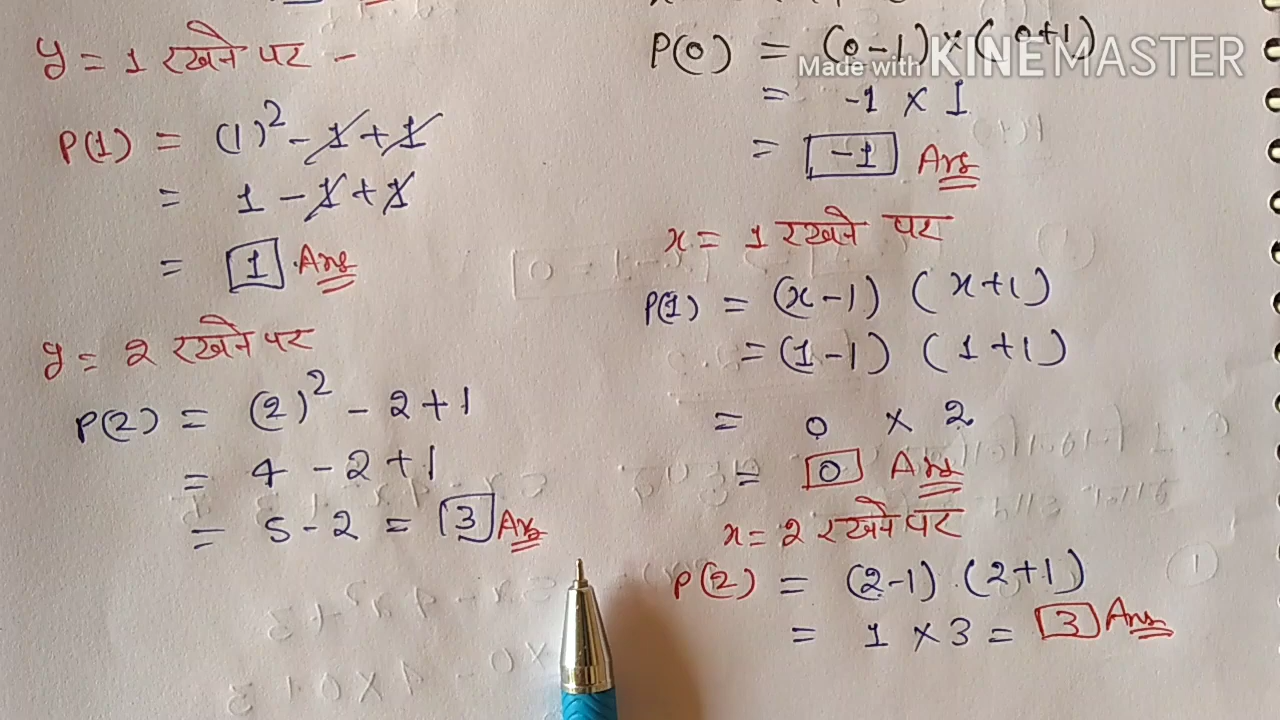 y = 1 रखने पर -
P(1) = (1)² - 1 + 1
= 1 - 1 + 1
= 1 Ans
y = 2 रखने पर
P(2) = (2)² - 2 + 1
= 4 - 2 + 1
= 5 - 2 = 3 Ans
P(0) = (0-1) × (0+1)
Made with KINEMASTER
= -1 × 1
= -1 Ans
x = 1 रखने पर
P(1) = (x-1) (x+1)
= (1-1) (1+1)
= 0 × 2
= 0 Ans
x = 2 रखने पर
P(2) = (2-1) . (2+1)
= 1 × 3 = 3 Ans